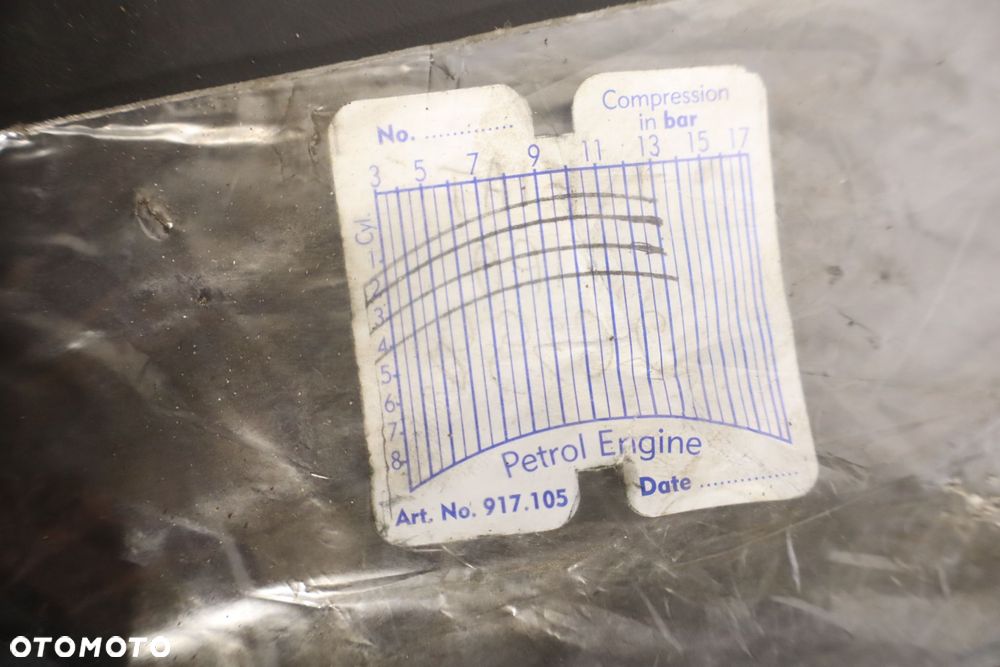 No. ..............
Compression
in bar
3 5 7 9 11 13 15 17
Cyl.
1
2
3
4
5
6
7
8
Petrol Engine
Art. No. 917.105
Date ................
OTOMOTO